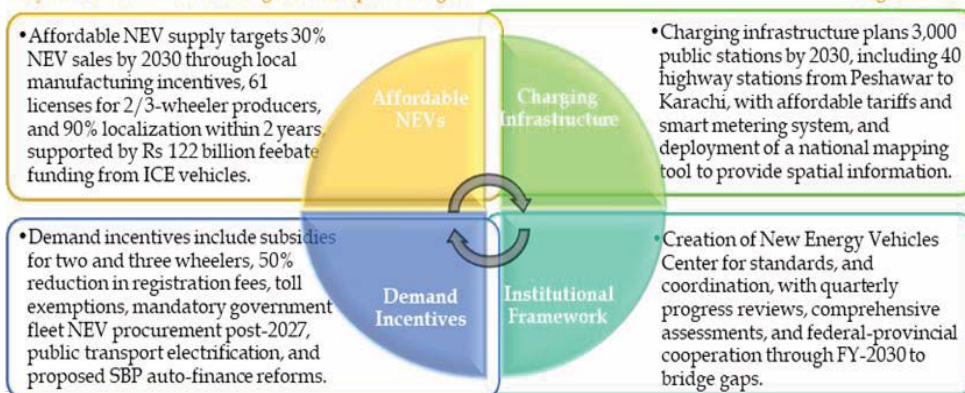 •Affordable NEV supply targets 30%
NEV sales by 2030 through local
manufacturing incentives, 61
licenses for 2/3-wheeler producers,
and 90% localization within 2 years,
supported by Rs 122 billion feebate
funding from ICE vehicles.
Affordable
NEVs
Charging
Infrastructure
•Charging infrastructure plans 3,000
public stations by 2030, including 40
highway stations from Peshawar to
Karachi, with affordable tariffs and
smart metering system, and
deployment of a national mapping
tool to provide spatial information.
•Demand incentives include subsidies
for two and three wheelers, 50%
reduction in registration fees, toll
exemptions, mandatory government
fleet NEV procurement post-2027,
public transport electrification, and
proposed SBP auto-finance reforms.
Demand
Incentives
Institutional
Framework
•Creation of New Energy Vehicles
Center for standards, and
coordination, with quarterly
progress reviews, comprehensive
assessments, and federal-provincial
cooperation through FY-2030 to
bridge gaps.